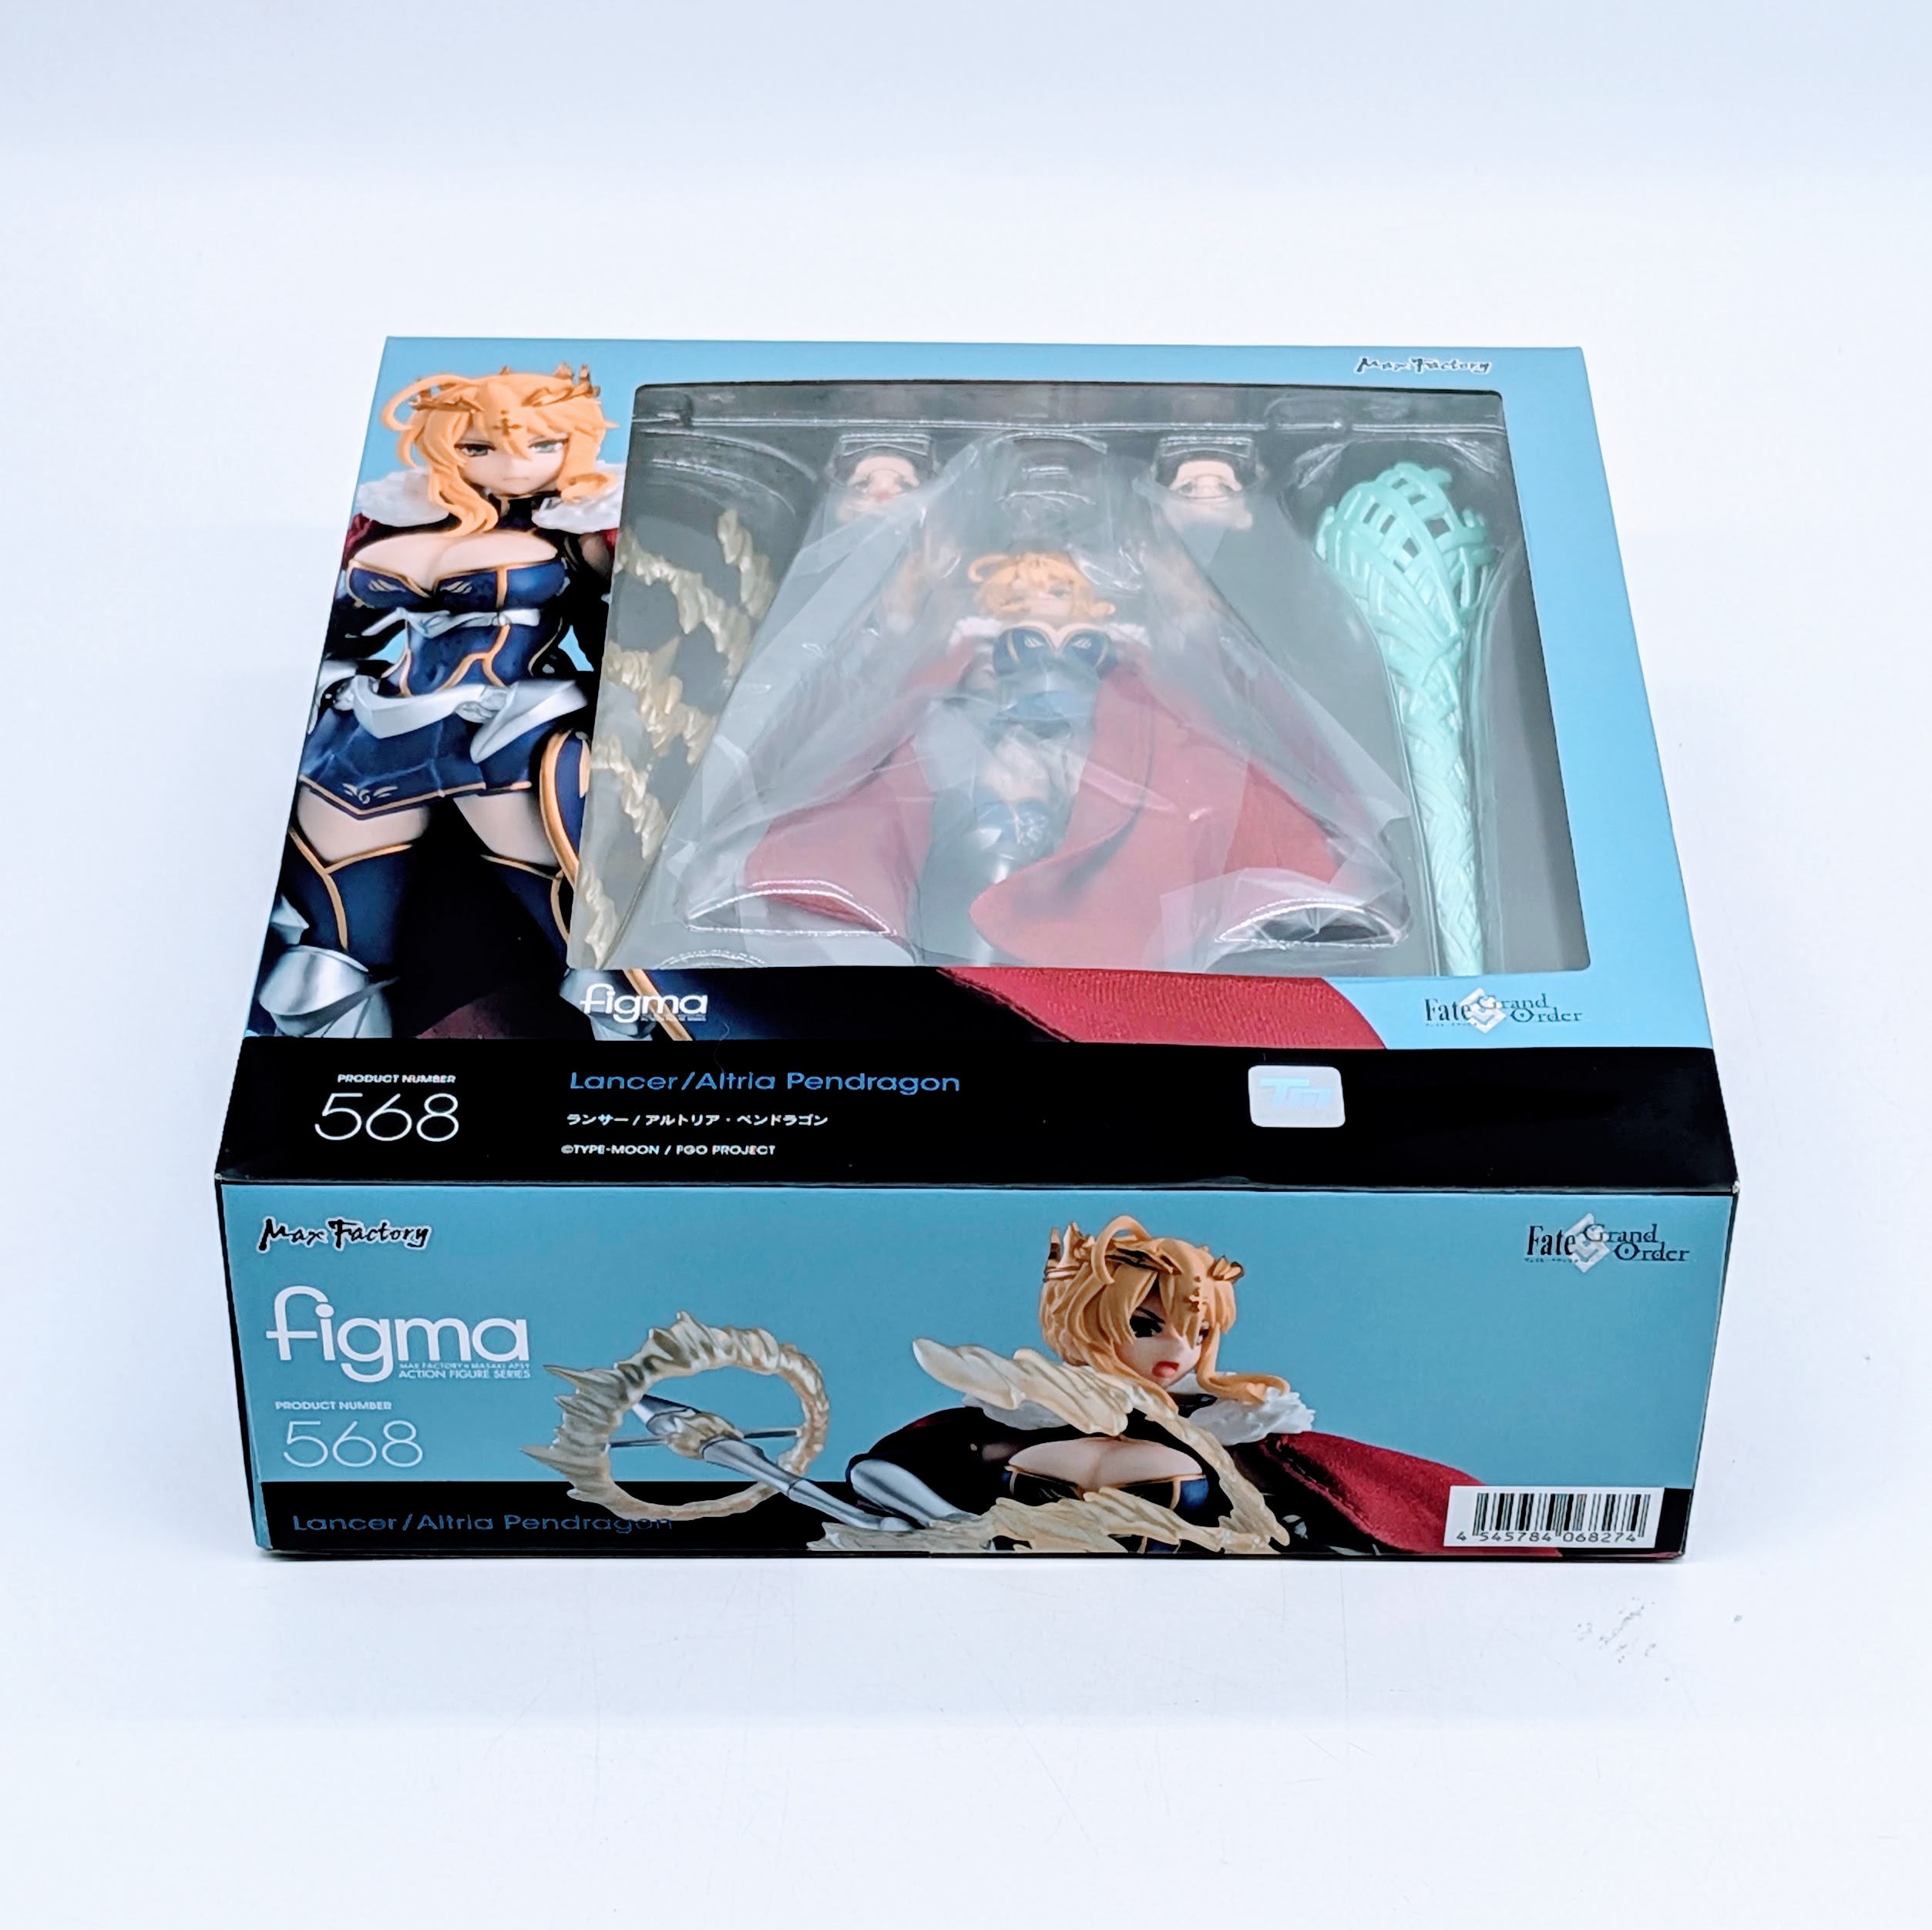 Max Factory
figma
Fate Grand Order
PRODUCT NUMBER
568
Lancer/Altria Pendragon
ランサー/アルトリア・ペンドラゴン
©TYPE-MOON / FGO PROJECT
Max Factory
Fate Grand Order
figma
MAX FACTORY × MASAKI APSY
ACTION FIGURE SERIES
PRODUCT NUMBER
568
Lancer/Altria Pendragon
4 545784 068274